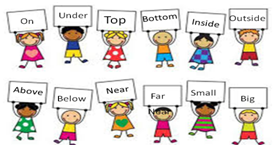 On
Under
Top
Bottom
Inside
Outside
Above
Below
Near
Far
Small
Big